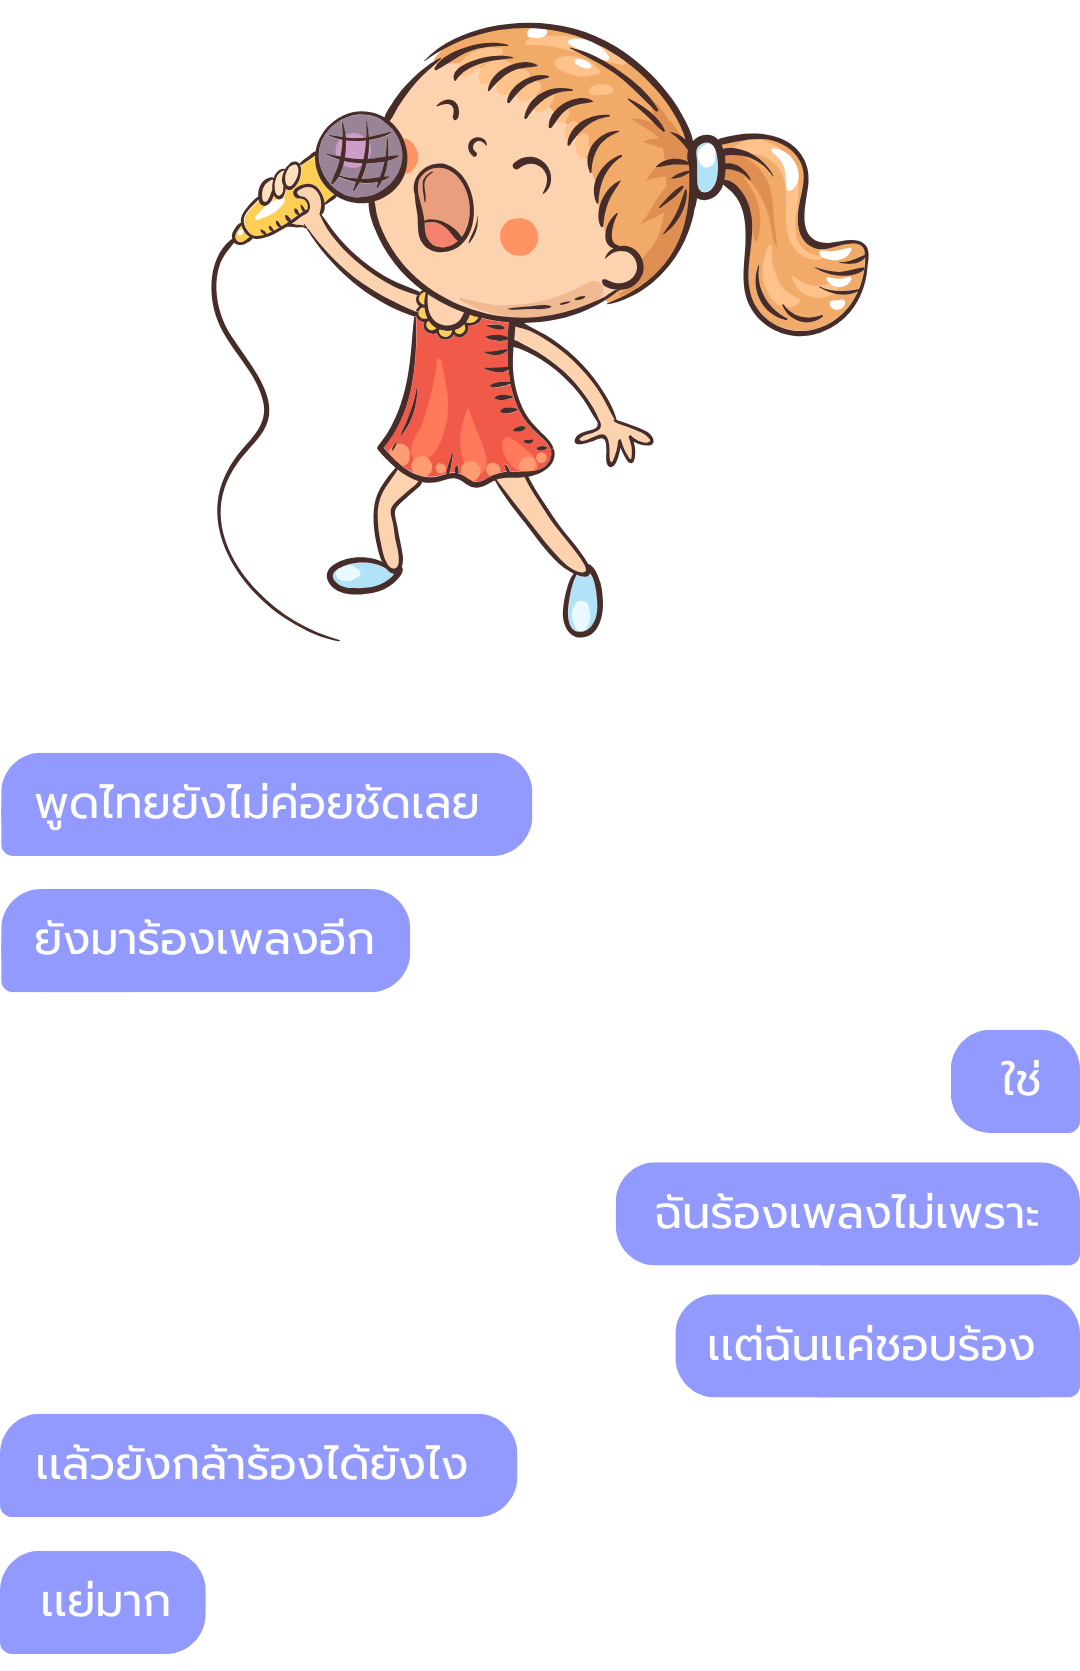 พูดไทยยังไม่ค่อยชัดเลย
ยังมาร้องเพลงอีก
ใช่
ฉันร้องเพลงไม่เพราะ
แต่ฉันแค่ชอบร้อง
แล้วยังกล้าร้องได้ยังไง
แย่มาก